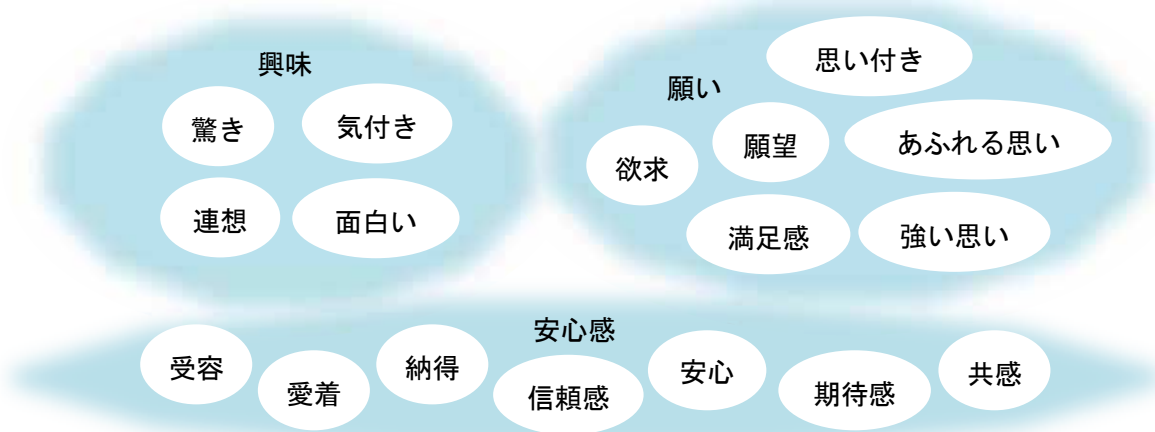 興味
驚き
気付き
連想
面白い
願い
思い付き
欲求
願望
あふれる思い
満足感
強い思い
安心感
受容
愛着
納得
信頼感
安心
期待感
共感